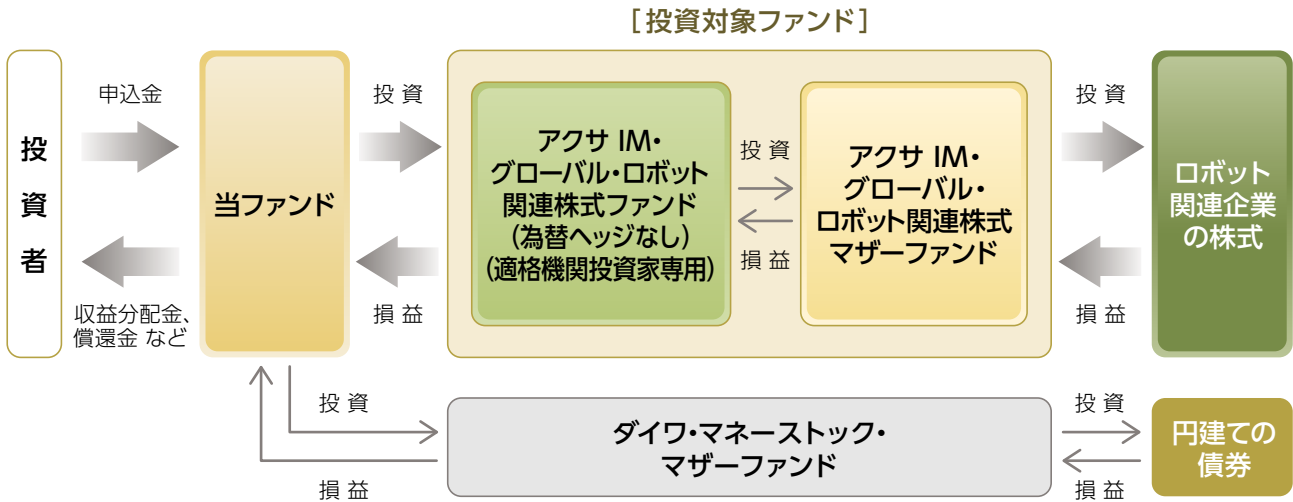 ［投資対象ファンド］
投資者
申込金
収益分配金、
償還金 など
当ファンド
投 資
損 益
アクサ IM・
グローバル・ロボット
関連株式ファンド
(為替ヘッジなし)
(適格機関投資家専用)
投 資
損 益
アクサ IM・
グローバル・
ロボット関連株式
マザーファンド
投 資
損 益
ロボット
関連企業
の株式
投 資
損 益
ダイワ・マネーストック・
マザーファンド
投 資
損 益
円建ての
債券